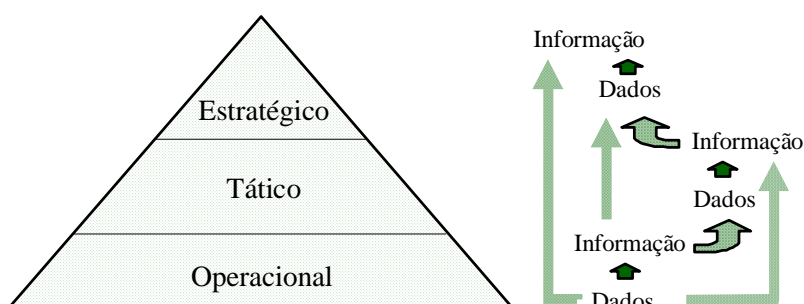 Estratégico
Tático
Operacional
Informação
Dados
Informação
Dados
Informação
Dados